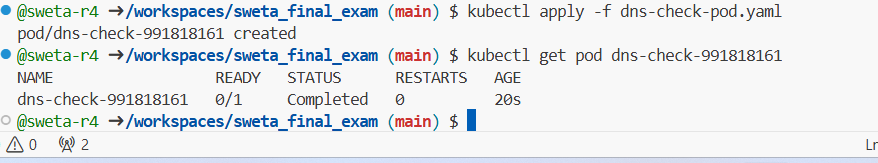 @sweta-r4 ➜/workspaces/sweta_final_exam (main) $ kubectl apply -f dns-check-pod.yaml
pod/dns-check-991818161 created
@sweta-r4 ➜/workspaces/sweta_final_exam (main) $ kubectl get pod dns-check-991818161
NAME READY STATUS RESTARTS AGE
dns-check-991818161 0/1 Completed 0 20s
@sweta-r4 ➜/workspaces/sweta_final_exam (main) $
0 2 Ln